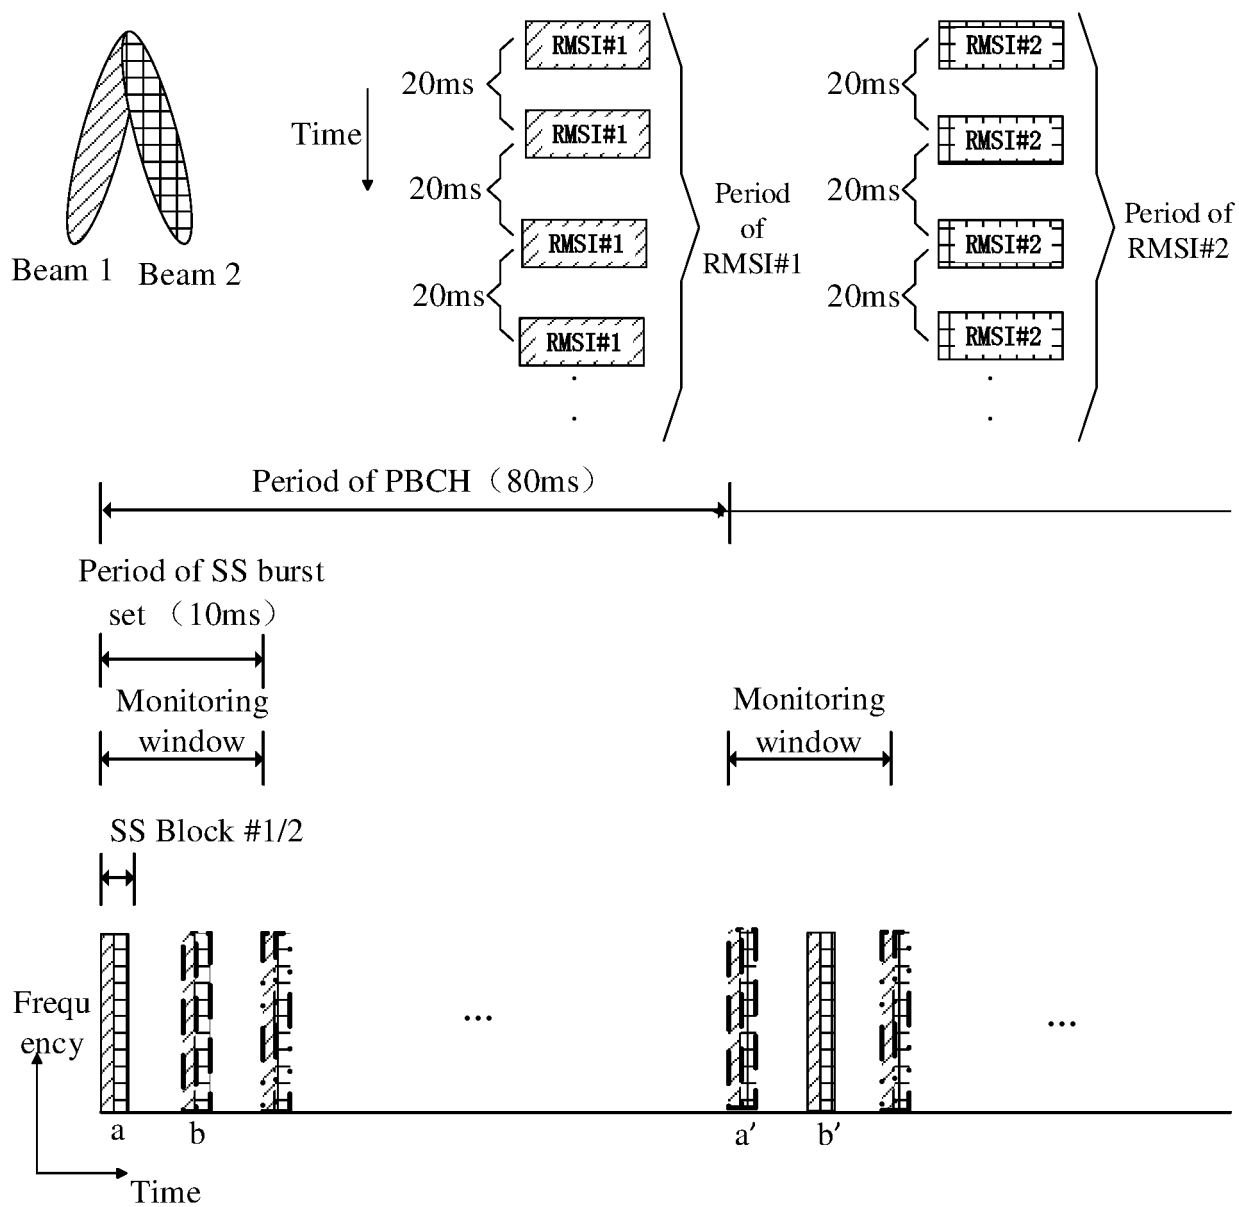 RMSI#1
RMSI#2
20ms
20ms
Time
RMSI#1
RMSI#2
20ms
20ms
Period
of
RMSI#1
Period of
RMSI#2
RMSI#1
RMSI#2
Beam 1
Beam 2
20ms
20ms
RMSI#1
RMSI#2
Period of PBCH（80ms）
Period of SS burst
set （10ms）
Monitoring
window
Monitoring
window
SS Block #1/2
...
...
Frequ
ency
a
b
a′
b′
Time